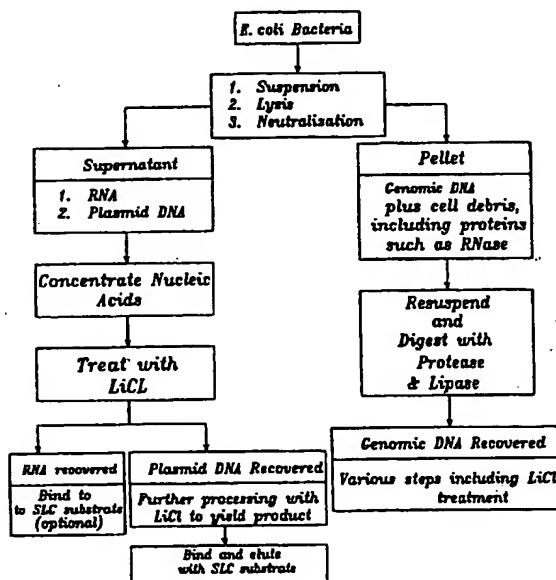 E. coli Bacteria
1. Suspension
2. Lysis
3. Neutralization
Supernatant
1. RNA
2. Plasmid DNA
Pellet
Genomic DNA
plus cell debris,
including proteins
such as RNase
Concentrate Nucleic
Acids
Resuspend
and
Digest with
Protease
& Lipase
Treat with
LiCL
RNA recovered
Bind to
to SLC substrate
(optional)
Plasmid DNA Recovered
Further processing with
LiCl to yield product
Genomic DNA Recovered
Various steps including LiCl
treatment
Bind and elute
with SLC substrate